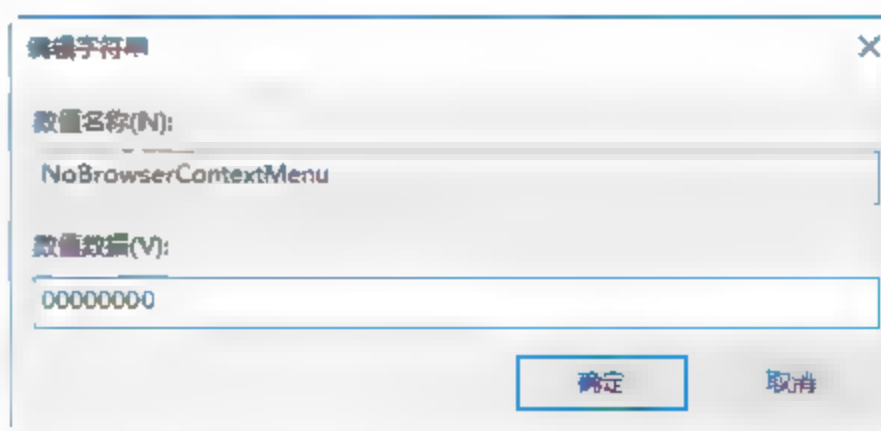 编辑字符串
数值名称(N):
NoBrowserContextMenu
数值数据(V):
00000000
确定 取消